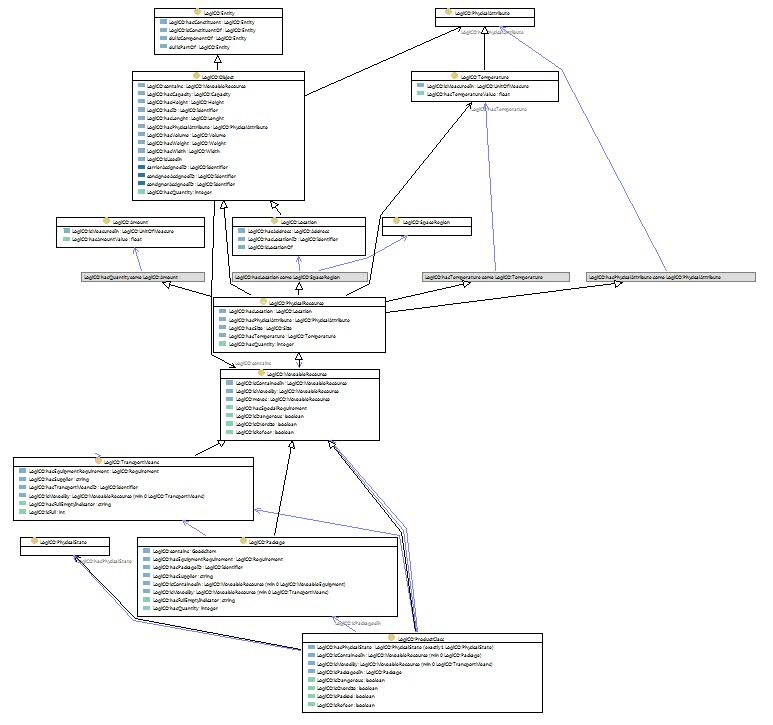 LogiCO:Entity
LogiCO:hasConstituent : LogiCO:Entity
LogiCO:isConstituentOf : LogiCO:Entity
dul:isComponentOf : LogiCO:Entity
dul:isPartOf : LogiCO:Entity
LogiCO:PhysicalAttribute
LogiCO:hasPhysicalAttribute
LogiCO:Object
LogiCO:contains : LogiCO:MoveableResource
LogiCO:hasCapacity : LogiCO:Capacity
LogiCO:hasHeight : LogiCO:Height
LogiCO:hasID : LogiCO:Identifier
LogiCO:hasLenght : LogiCO:Lenght
LogiCO:hasPhysicalAttribute : LogiCO:PhysicalAttribute
LogiCO:hasVolume : LogiCO:Volume
LogiCO:hasWeight : LogiCO:Weight
LogiCO:hasWidth : LogiCO:Width
LogiCO:isUsedIn
carrierAssignedID : LogiCO:Identifier
consigneeAssignedID : LogiCO:Identifier
consignorAssignedID : LogiCO:Identifier
LogiCO:hasQuantity : integer
LogiCO:Temperature
LogiCO:isMeasuredIn : LogiCO:UnitOfMeasure
LogiCO:hasTemperatureValue : float
LogiCO:hasTemperature
LogiCO:Amount
LogiCO:isMeasuredIn : LogiCO:UnitOfMeasure
LogiCO:hasAmountValue : float
LogiCO:Location
LogiCO:hasAddress : LogiCO:Address
LogiCO:hasLocationID : LogiCO:Identifier
LogiCO:isLocationOf
LogiCO:SpaceRegion
LogiCO:hasQuantity some LogiCO:Amount
LogiCO:hasLocation some LogiCO:SpaceRegion
LogiCO:hasTemperature some LogiCO:Temperature
LogiCO:hasPhysicalAttribute some LogiCO:PhysicalAttribute
LogiCO:PhysicalResource
LogiCO:hasLocation : LogiCO:Location
LogiCO:hasPhysicalAttribute : LogiCO:PhysicalAttribute
LogiCO:hasSize : LogiCO:Size
LogiCO:hasTemperature : LogiCO:Temperature
LogiCO:hasQuantity : integer
LogiCO:contains
LogiCO:MoveableResource
LogiCO:isContainedIn : LogiCO:MoveableResource
LogiCO:isMovedBy : LogiCO:MoveableResource
LogiCO:moves : LogiCO:MoveableResource
LogiCO:hasSpecialRequirement
LogiCO:isDangerous : boolean
LogiCO:isOversize : boolean
LogiCO:isReefer : boolean
LogiCO:TransportMeans
LogiCO:hasEquipmentRequirement : LogiCO:Requirement
LogiCO:hasSupplier : string
LogiCO:hasTransportMeansID : LogiCO:Identifier
LogiCO:isMovedBy : LogiCO:MoveableResource (min 0 LogiCO:TransportMeans)
LogiCO:hasFullEmptyIndicator : string
LogiCO:isFull : int
LogiCO:PhysicalState
LogiCO:hasPhysicalState
LogiCO:Package
LogiCO:contains : GoodsItem
LogiCO:hasEquipmentRequirement : LogiCO:Requirement
LogiCO:hasPackageID : LogiCO:Identifier
LogiCO:hasSupplier : string
LogiCO:isContainedIn : LogiCO:MoveableResource (min 0 LogiCO:MoveableEquipment)
LogiCO:isMovedBy : LogiCO:MoveableResource (min 0 LogiCO:TransportMeans)
LogiCO:hasFullEmptyIndicator : string
LogiCO:hasQuantity : integer
LogiCO:isPackagedIn
LogiCO:ProductClass
LogiCO:hasPhysicalState : LogiCO:PhysicalState (exactly 1 LogiCO:PhysicalState)
LogiCO:isContainedIn : LogiCO:MoveableResource (min 0 LogiCO:Package)
LogiCO:isMovedBy : LogiCO:MoveableResource (min 0 LogiCO:TransportMeans)
LogiCO:isPackagedIn : LogiCO:Package
LogiCO:isDangerous : boolean
LogiCO:isOversize : boolean
LogiCO:isPacked : boolean
LogiCO:isReefer : boolean